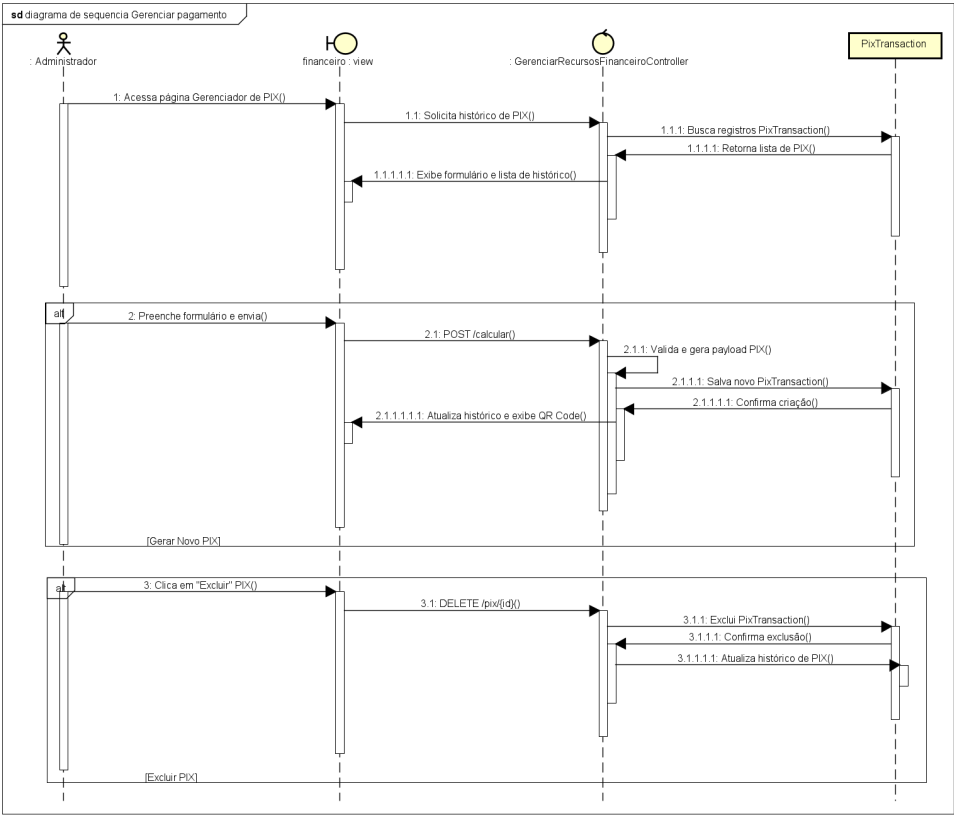 sd diagrama de sequencia Gerenciar pagamento
: Administrador
financeiro : view
: GerenciarRecursosFinanceiroController
PixTransaction
1: Acessa página Gerenciador de PIX()
1.1: Solicita histórico de PIX()
1.1.1: Busca registros PixTransaction()
1.1.1.1: Retorna lista de PIX()
1.1.1.1.1: Exibe formulário e lista de histórico()
alt
2: Preenche formulário e envia()
2.1: POST /calcular()
2.1.1: Valida e gera payload PIX()
2.1.1.1: Salva novo PixTransaction()
2.1.1.1.1: Confirma criação()
2.1.1.1.1.1: Atualiza histórico e exibe QR Code()
[Gerar Novo PIX]
alt
3: Clica em "Excluir" PIX()
3.1: DELETE /pix/{id}()
3.1.1: Exclui PixTransaction()
3.1.1.1: Confirma exclusão()
3.1.1.1.1: Atualiza histórico de PIX()
[Excluir PIX]